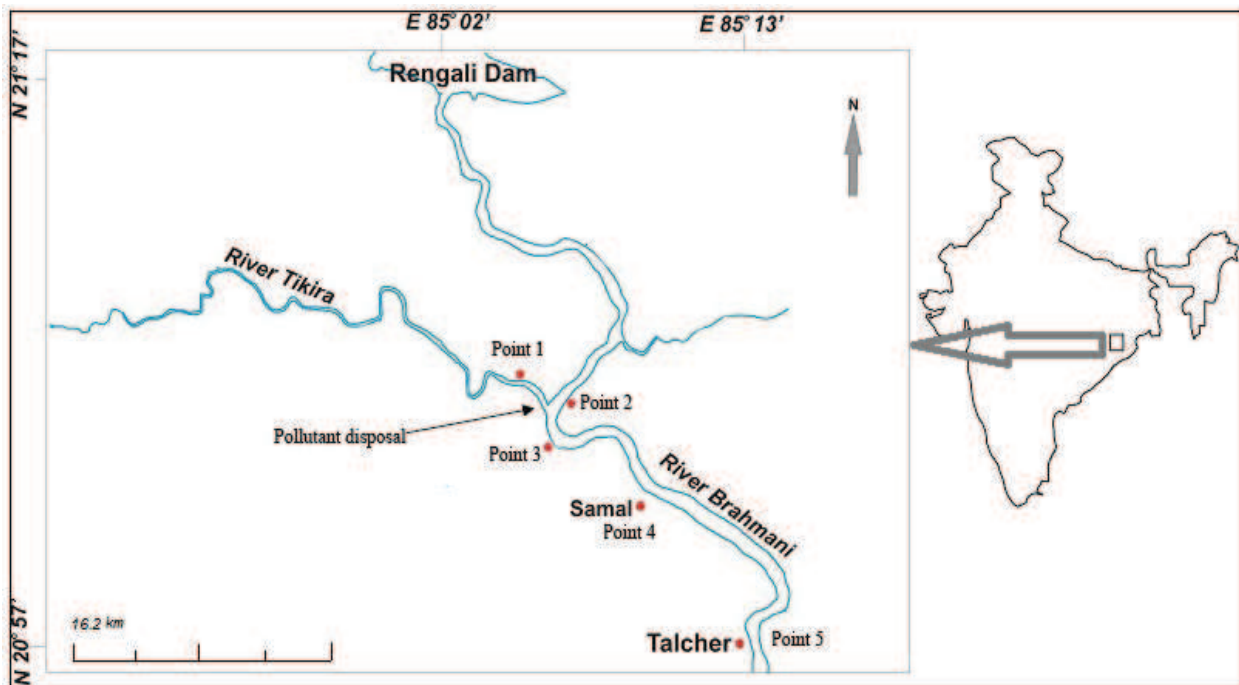 E 85° 02'
E 85° 13'
N 21° 17'
Rengali Dam
N
River Tikira
Point 1
Point 2
Pollutant disposal
Point 3
River Brahmani
Samal
Point 4
16.2 km
Talcher
Point 5
N 20° 57'